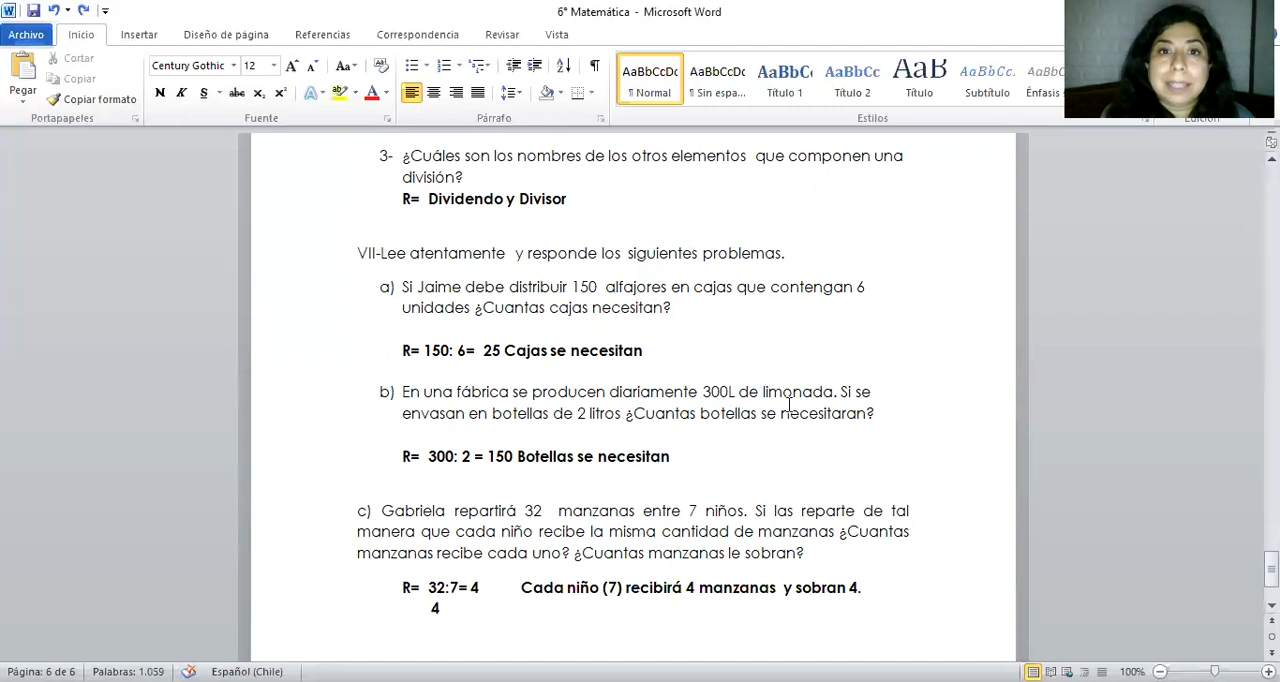 6° Matemática - Microsoft Word
Archivo Inicio Insertar Diseño de página Referencias Correspondencia Revisar Vista
Cortar
Copiar
Copiar formato
Pegar
Century Gothic 12
N K S abc x₂ x²
AaBbCcDc AaBbCcDc AaBbC AaBbCc AaB AaBbCc AaBbCc
¶ Normal ¶ Sin espa... Título 1 Título 2 Título Subtítulo Énfasis
Portapapeles Fuente Párrafo Estilos
3- ¿Cuáles son los nombres de los otros elementos que componen una
división?
R= Dividendo y Divisor
VII-Lee atentamente y responde los siguientes problemas.
a) Si Jaime debe distribuir 150 alfajores en cajas que contengan 6
unidades ¿Cuantas cajas necesitan?
R= 150: 6= 25 Cajas se necesitan
b) En una fábrica se producen diariamente 300L de limonada. Si se
envasan en botellas de 2 litros ¿Cuantas botellas se necesitaran?
R= 300: 2 = 150 Botellas se necesitan
c) Gabriela repartirá 32 manzanas entre 7 niños. Si las reparte de tal
manera que cada niño recibe la misma cantidad de manzanas ¿Cuantas
manzanas recibe cada uno? ¿Cuantas manzanas le sobran?
R= 32:7= 4 Cada niño (7) recibirá 4 manzanas y sobran 4.
4
Página: 6 de 6 Palabras: 1.059 Español (Chile) 100%